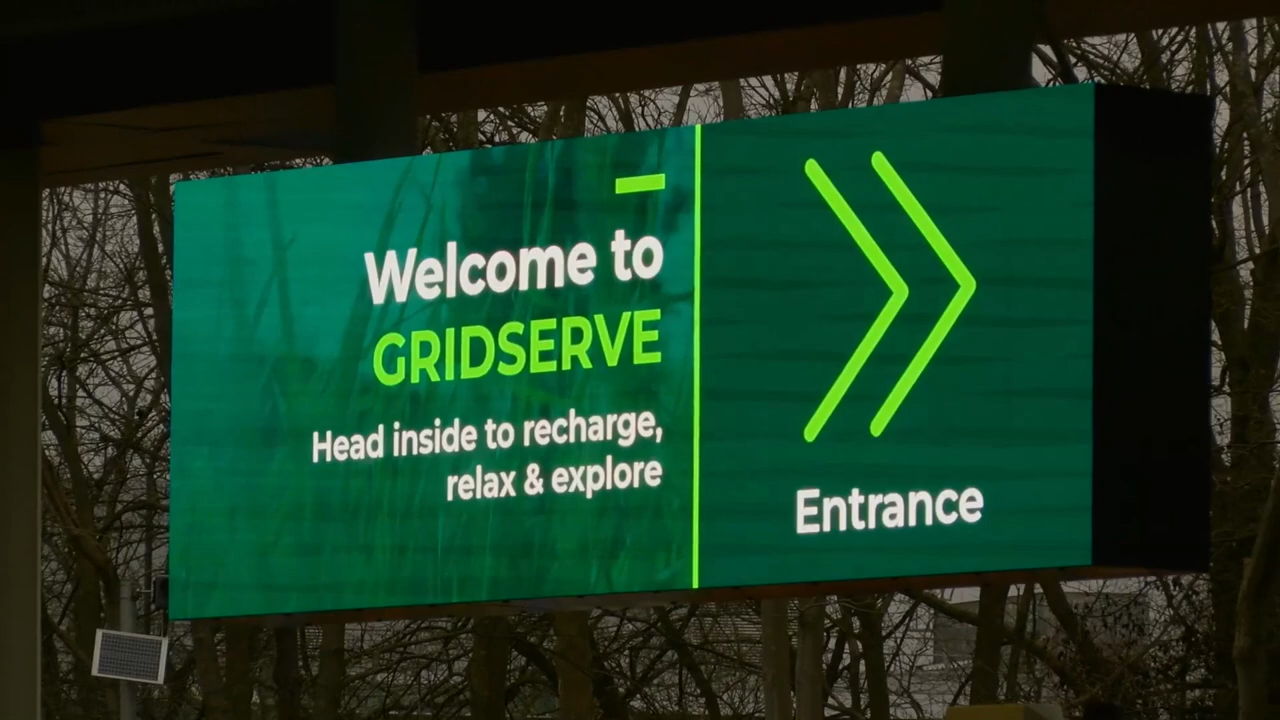 Welcome to
GRIDSERVE
Head inside to recharge,
relax & explore
Entrance